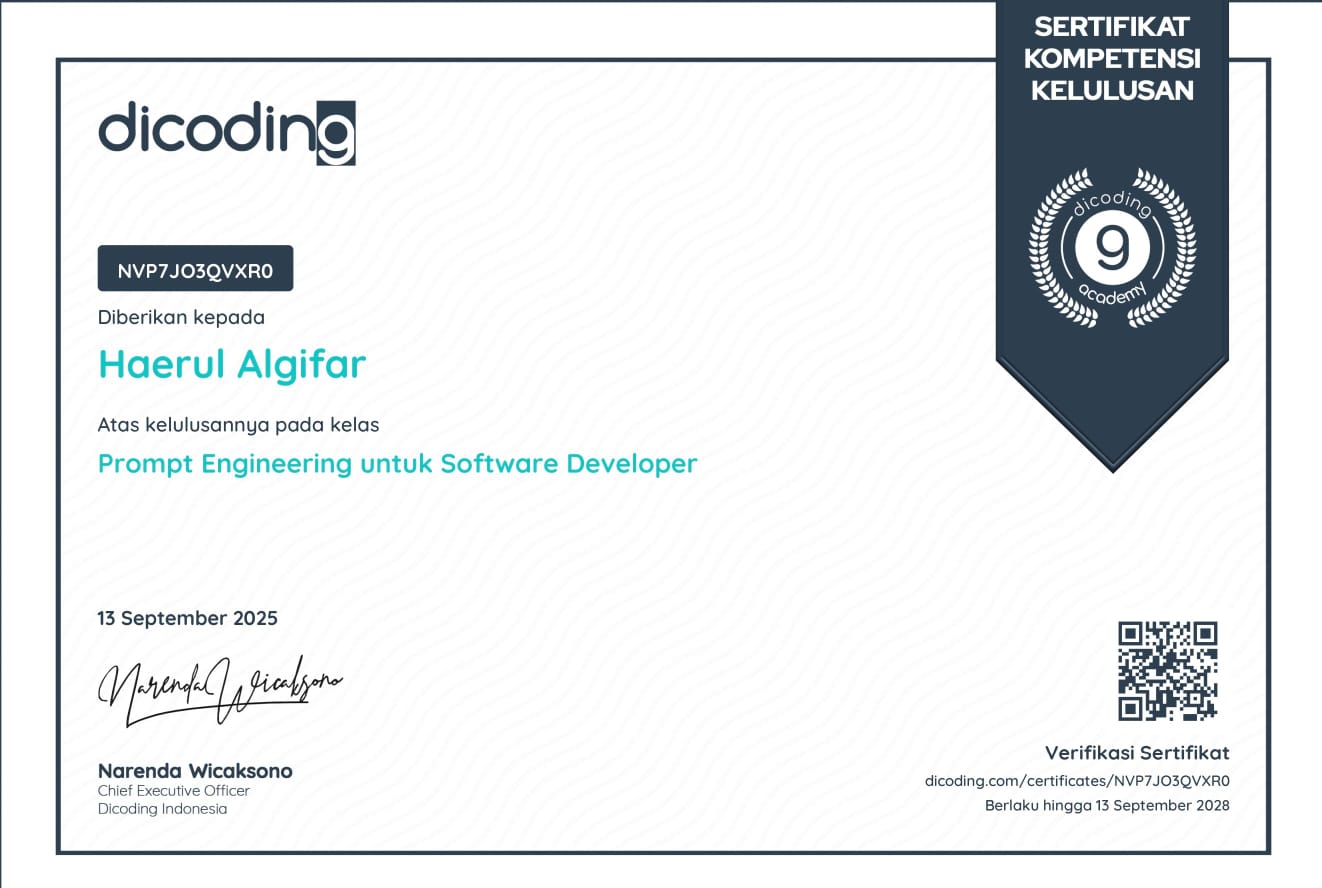 SERTIFIKAT
KOMPETENSI
KELULUSAN
dicoding
dicoding
9
academy
NVP7JO3QVXR0
Diberikan kepada
Haerul Algifar
Atas kelulusannya pada kelas
Prompt Engineering untuk Software Developer
13 September 2025
Narenda Wicaksono
Narenda Wicaksono
Chief Executive Officer
Dicoding Indonesia
Verifikasi Sertifikat
dicoding.com/certificates/NVP7JO3QVXR0
Berlaku hingga 13 September 2028